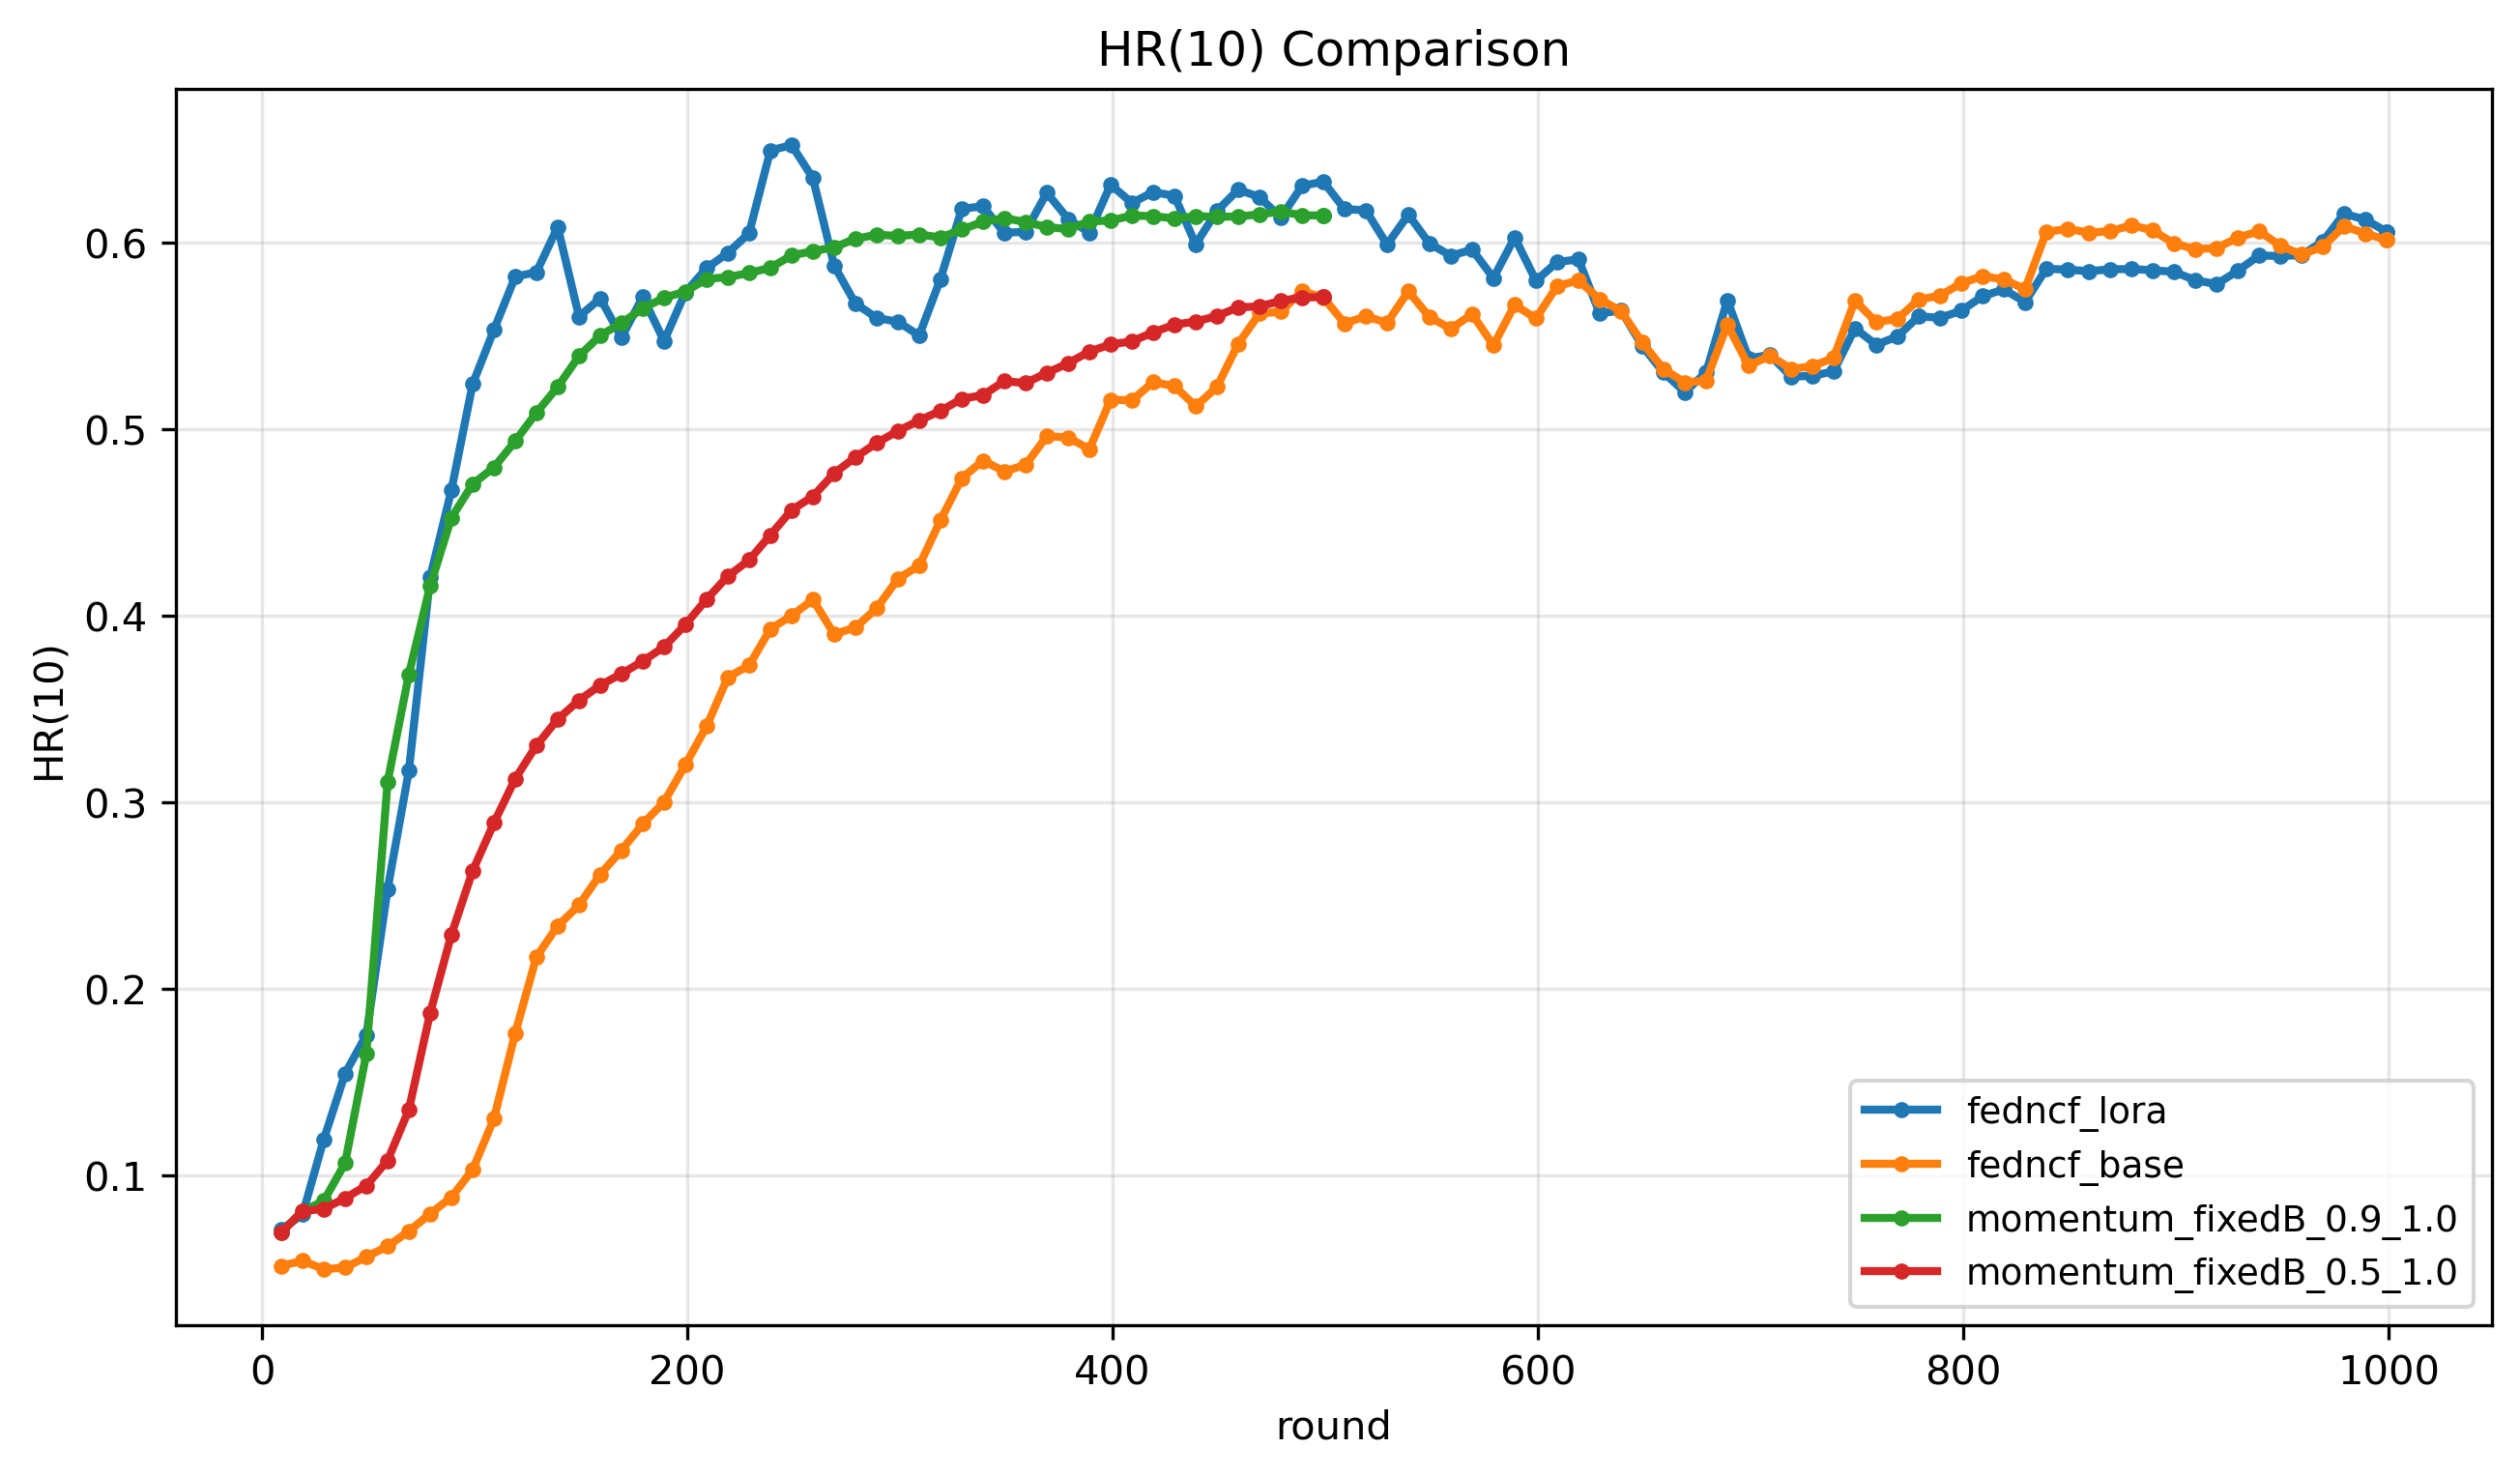 HR(10) Comparison
HR(10)
0.6
0.5
0.4
0.3
0.2
0.1
0 200 400 600 800 1000
round
fedncf_lora
fedncf_base
momentum_fixedB_0.9_1.0
momentum_fixedB_0.5_1.0